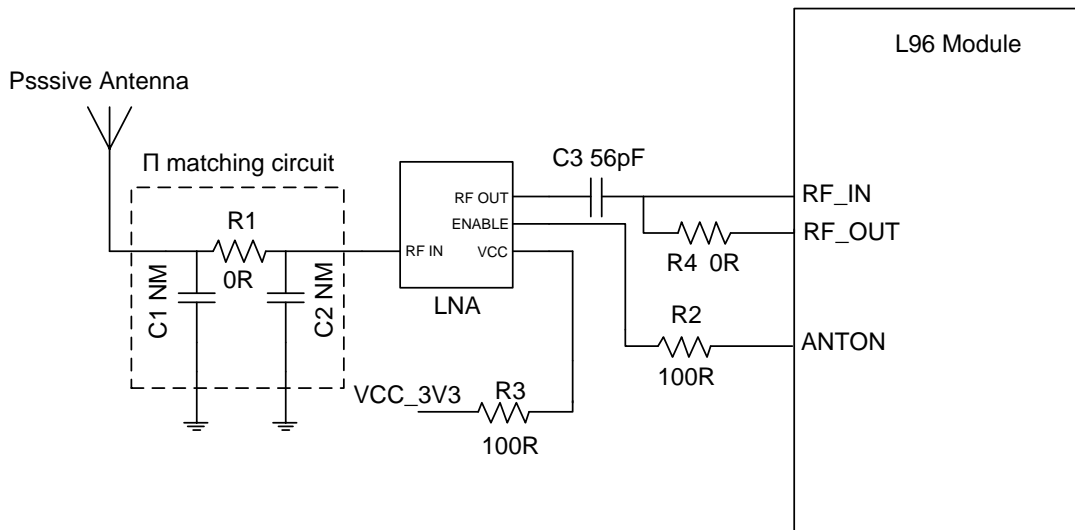 L96 Module
Psssive Antenna
Π matching circuit
C3 56pF
RF OUT
RF_IN
R1
ENABLE
RF_OUT
RF IN
VCC
R4 0R
0R
C1 NM
C2 NM
LNA
R2
ANTON
100R
VCC_3V3
R3
100R